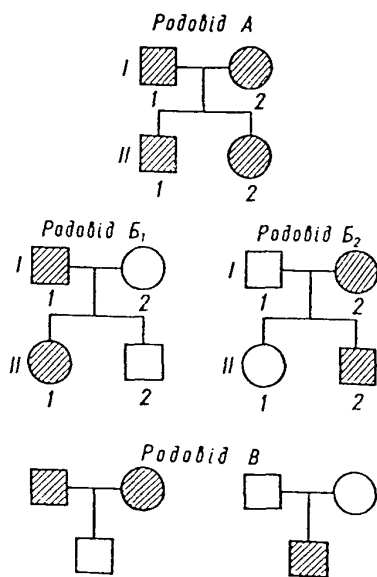 Родовід А
I
1 2
II
1 2
Родовід Б₁ Родовід Б₂
I I
1 2 1 2
II II
1 2 1 2
Родовід В